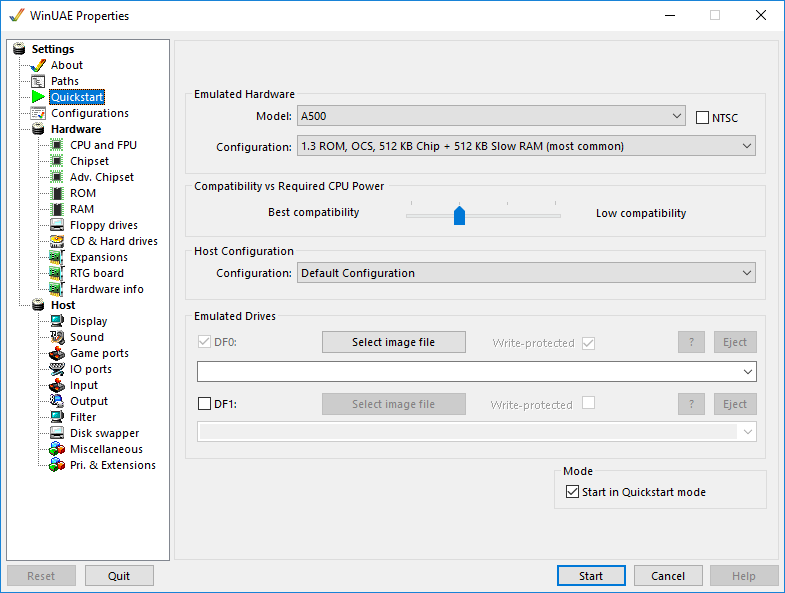 WinUAE Properties
Settings
About
Paths
Quickstart
Configurations
Hardware
CPU and FPU
Chipset
Adv. Chipset
ROM
RAM
Floppy drives
CD & Hard drives
Expansions
RTG board
Hardware info
Host
Display
Sound
Game ports
IO ports
Input
Output
Filter
Disk swapper
Miscellaneous
Pri. & Extensions
Emulated Hardware
Model: A500 NTSC
Configuration: 1.3 ROM, OCS, 512 KB Chip + 512 KB Slow RAM (most common)
Compatibility vs Required CPU Power
Best compatibility Low compatibility
Host Configuration
Configuration: Default Configuration
Emulated Drives
DF0: Select image file Write-protected ? Eject
DF1: Select image file Write-protected ? Eject
Mode
Start in Quickstart mode
Reset Quit Start Cancel Help